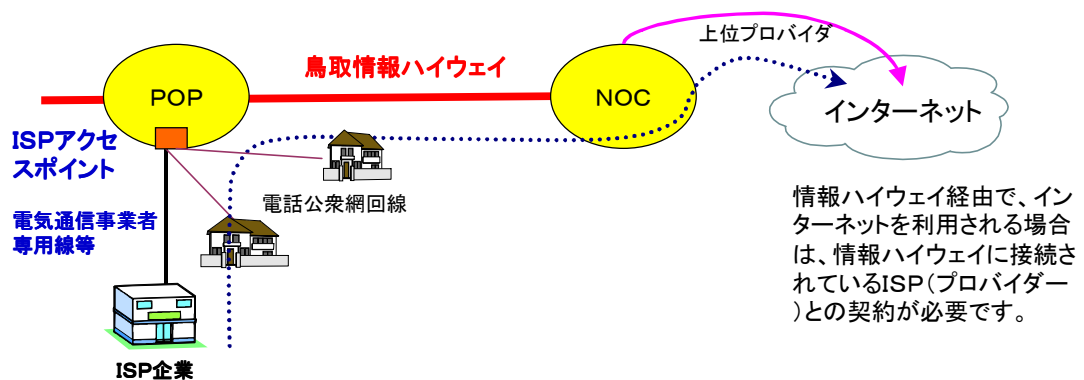 上位プロバイダ
鳥取情報ハイウェイ
POP
NOC
インターネット
ISPアクセ
スポイント
電話公衆網回線
電気通信事業者
専用線等
情報ハイウェイ経由で、イン
ターネットを利用される場合
は、情報ハイウェイに接続さ
れているISP(プロバイダー
)との契約が必要です。
ISP企業